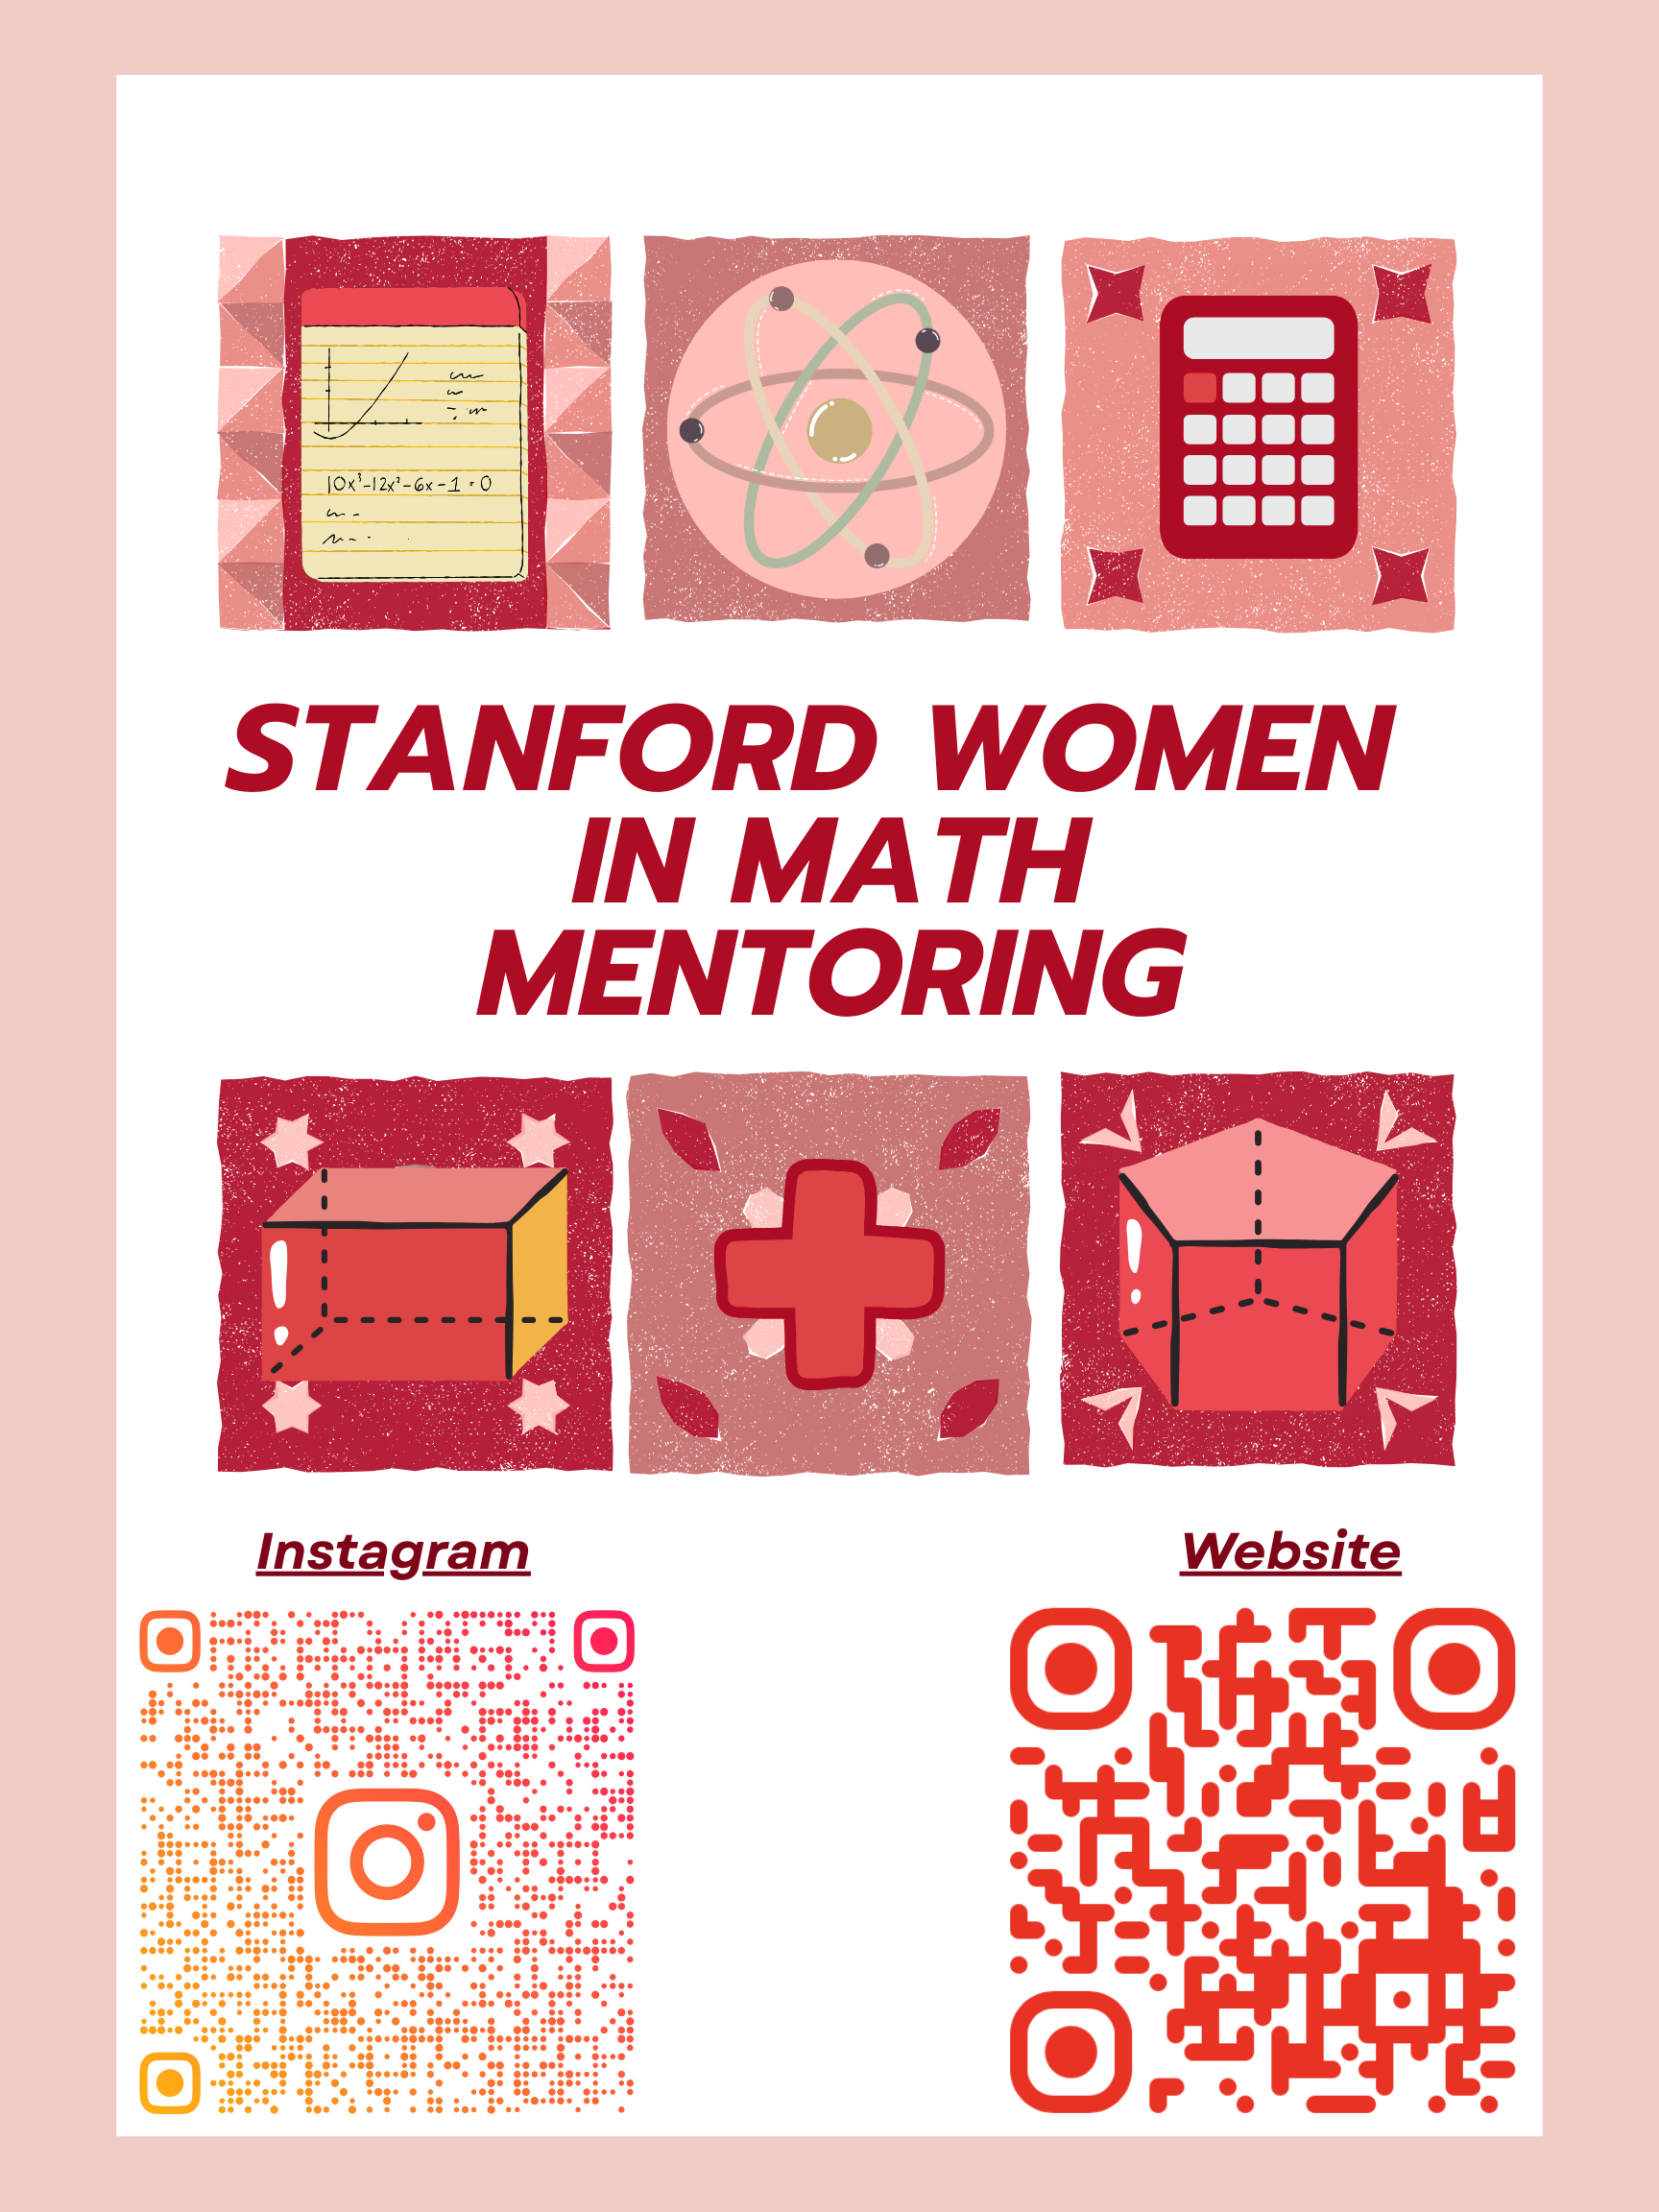 10x³-12x²-6x-1=0
STANFORD WOMEN
IN MATH
MENTORING
Instagram
Website